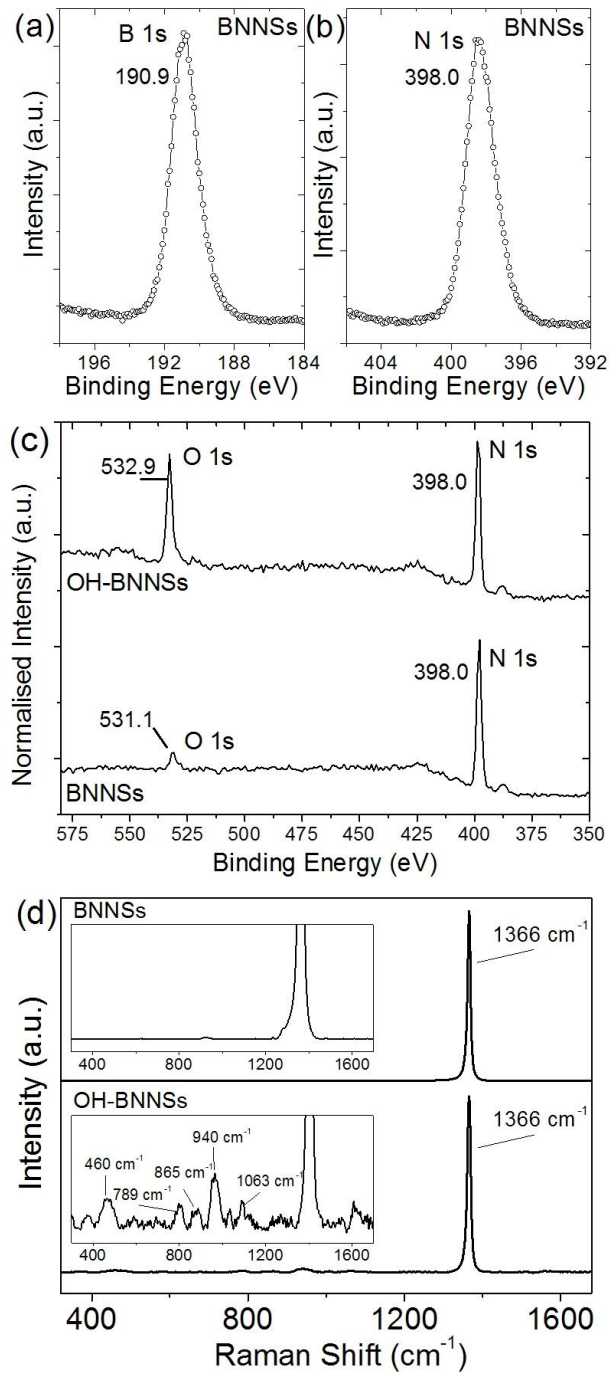 (a)
B 1s
190.9
BNNSs
Intensity (a.u.)
196 192 188 184
Binding Energy (eV)
(b)
N 1s
398.0
BNNSs
Intensity (a.u.)
404 400 396 392
Binding Energy (eV)
(c)
532.9
O 1s
N 1s
398.0
OH-BNNSs
N 1s
398.0
531.1
O 1s
BNNSs
Normalised Intensity (a.u.)
575 550 525 500 475 450 425 400 375 350
Binding Energy (eV)
(d)
BNNSs
1366 cm⁻¹
400 800 1200 1600
OH-BNNSs
1366 cm⁻¹
940 cm⁻¹
460 cm⁻¹
865 cm⁻¹
789 cm⁻¹
1063 cm⁻¹
400 800 1200 1600
Intensity (a.u.)
400 800 1200 1600
Raman Shift (cm⁻¹)